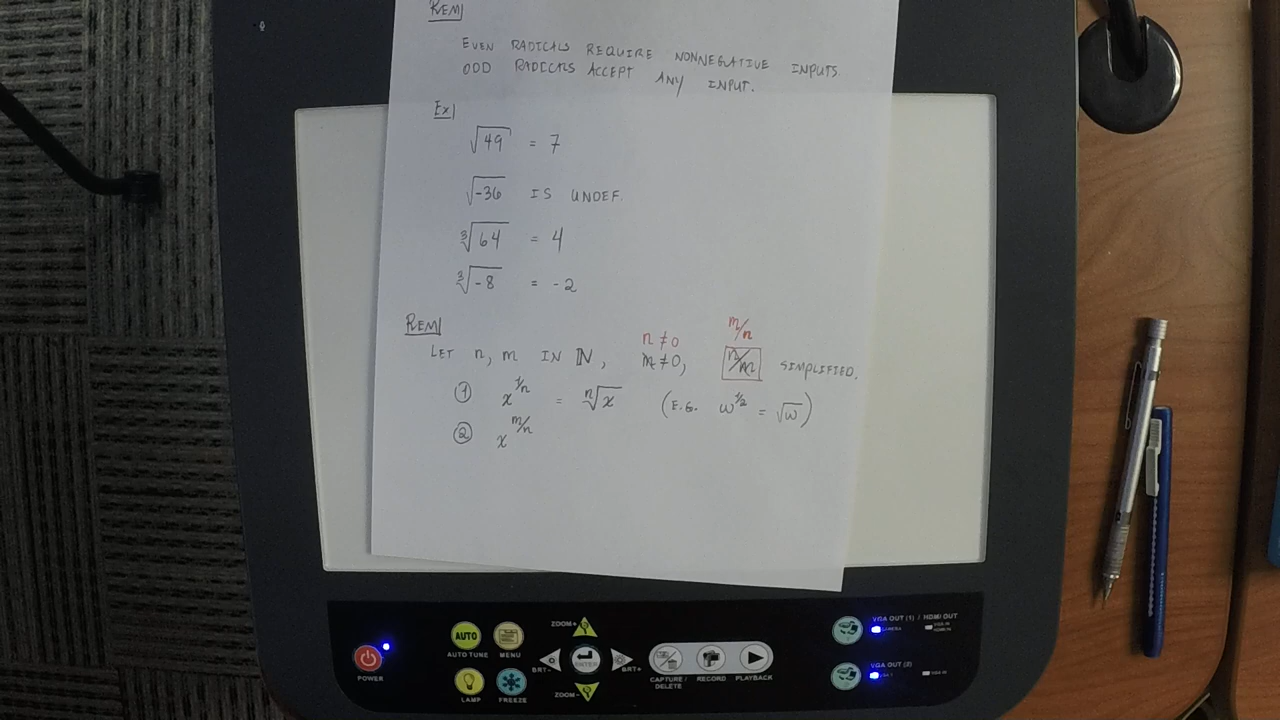 REM
EVEN RADICALS REQUIRE NONNEGATIVE INPUTS.
ODD RADICALS ACCEPT ANY INPUT.
EX
√49 = 7
√-36 IS UNDEF.
∛64 = 4
∛-8 = -2
REM
n ≠ 0 m/n
LET n, m IN ℕ, m ≠ 0, n/m SIMPLIFIED.
① x^(1/n) = ⁿ√x (E.G. w^(1/2) = √w)
② x^(m/n)
POWER
AUTO
AUTO TUNE
MENU
LAMP
FREEZE
ZOOM+
BRT-
ENTER
BRT+
ZOOM-
CAPTURE / DELETE
RECORD
PLAYBACK
VGA OUT (1) / HDMI OUT
VGA OUT (2)